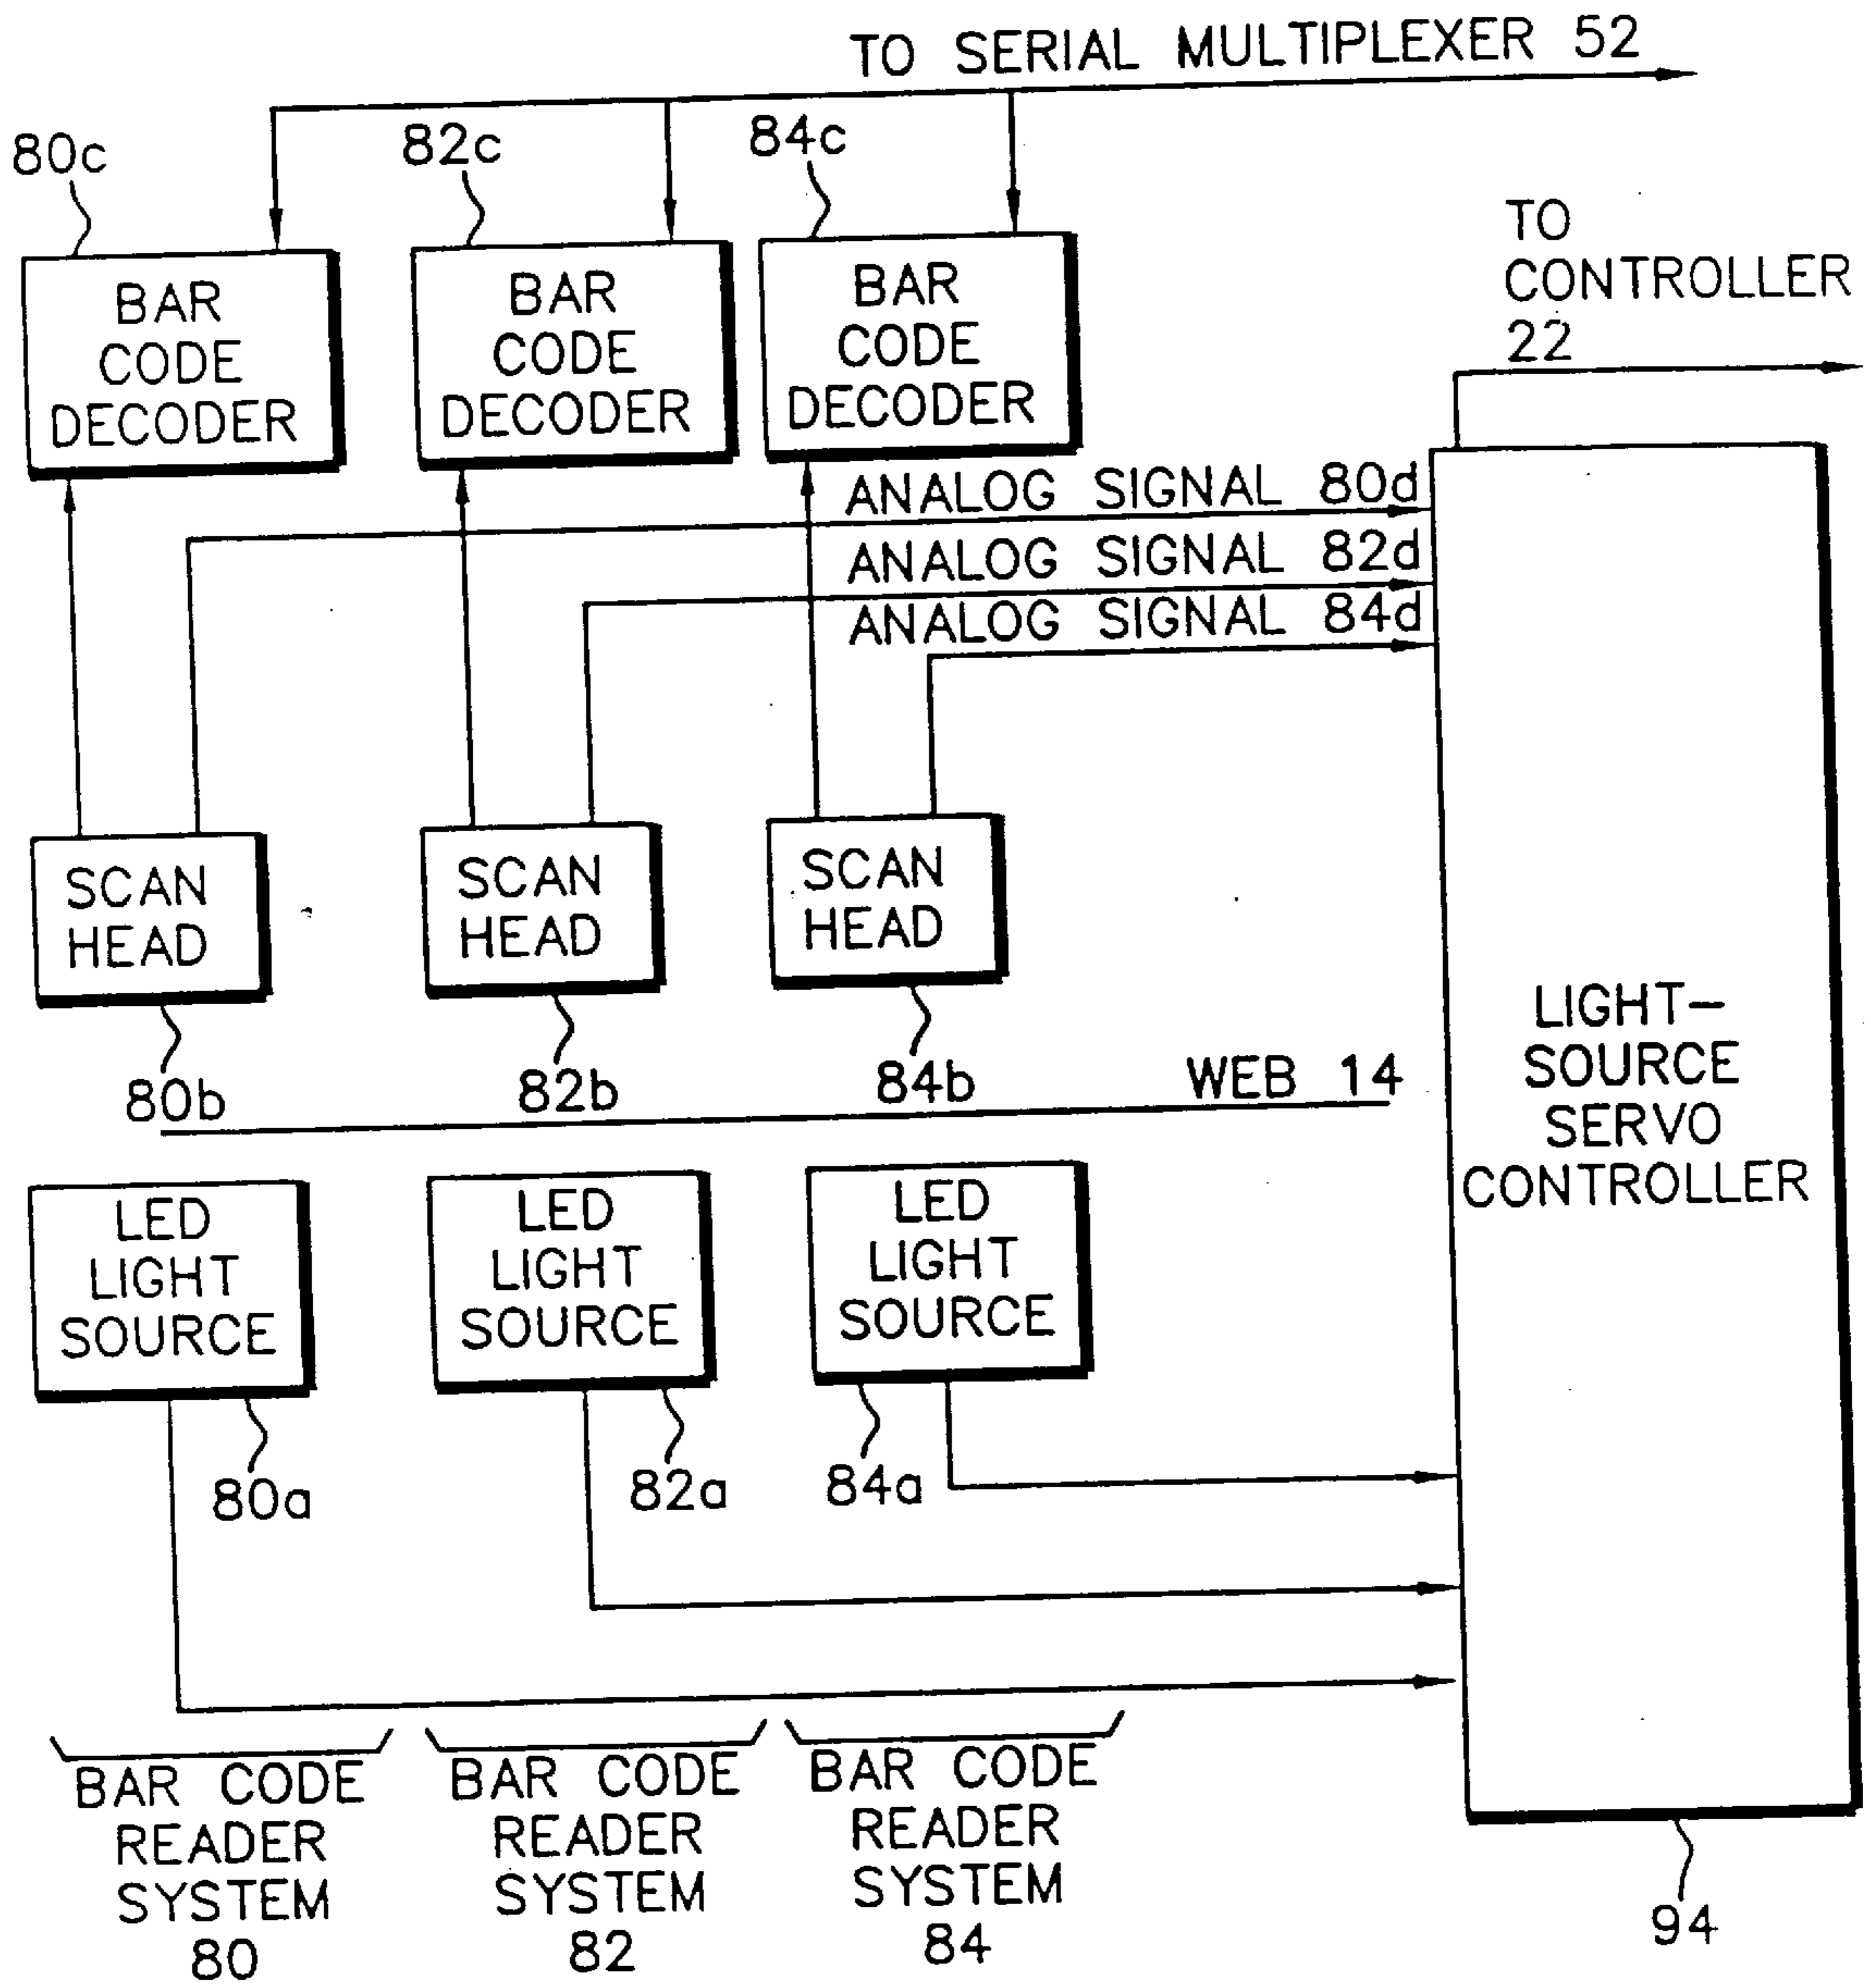 TO SERIAL MULTIPLEXER 52
80c
82c
84c
TO
CONTROLLER
22
BAR
CODE
DECODER
BAR
CODE
DECODER
BAR
CODE
DECODER
ANALOG SIGNAL 80d
ANALOG SIGNAL 82d
ANALOG SIGNAL 84d
SCAN
HEAD
SCAN
HEAD
SCAN
HEAD
80b
82b
84b
WEB 14
LIGHT-
SOURCE
SERVO
CONTROLLER
LED
LIGHT
SOURCE
LED
LIGHT
SOURCE
LED
LIGHT
SOURCE
80a
82a
84a
BAR CODE
READER
SYSTEM
80
BAR CODE
READER
SYSTEM
82
BAR CODE
READER
SYSTEM
84
94